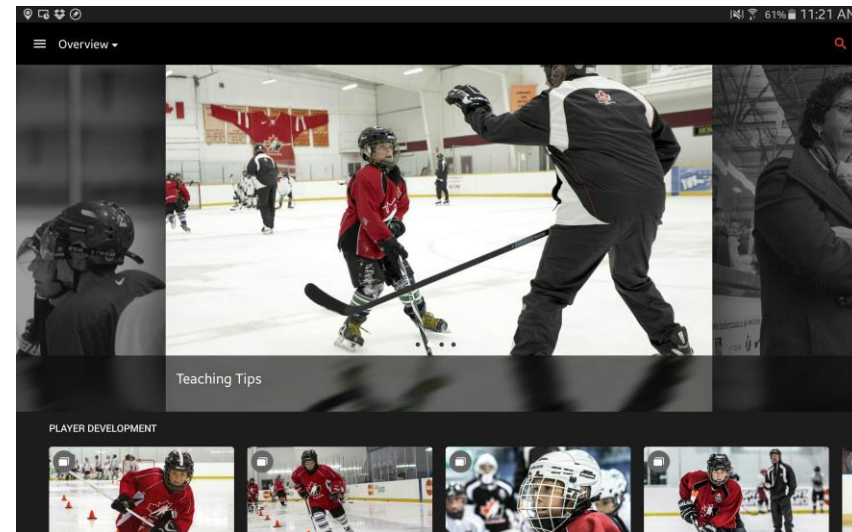 61% 11:21 AM
Overview
Teaching Tips
PLAYER DEVELOPMENT